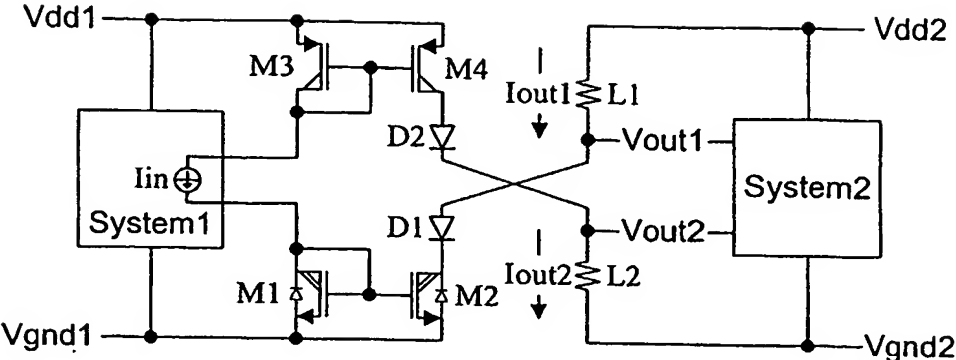 Vdd1
Vdd2
M3
M4
Iout1
L1
D2
Vout1
Iin
System1
System2
D1
Vout2
Iout2
L2
M1
M2
Vgnd1
Vgnd2